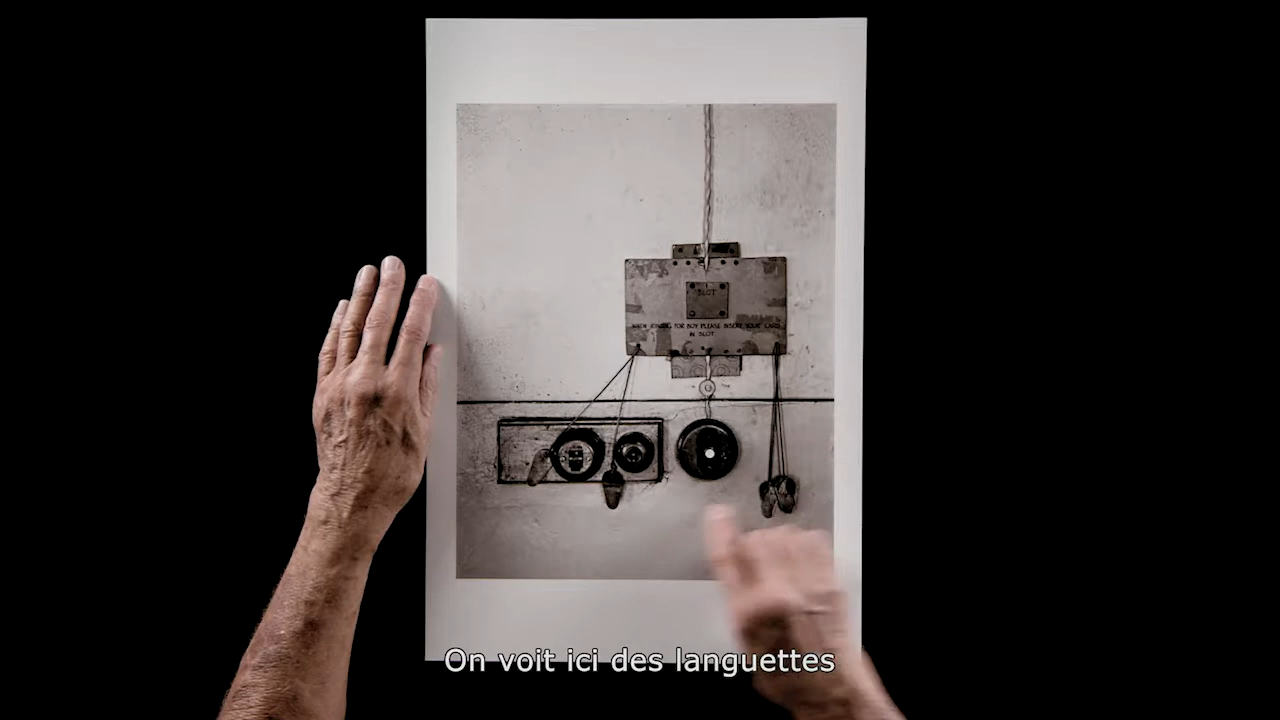 SLOT
WHEN RINGING FOR BOY PLEASE INSERT YOUR CARD
IN SLOT
On voit ici des languettes